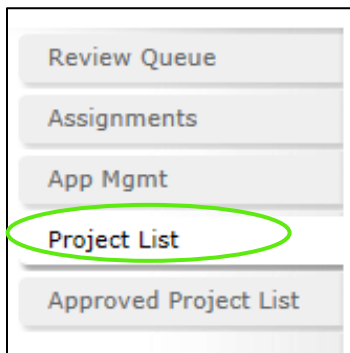 Review Queue
Assignments
App Mgmt
Project List
Approved Project List